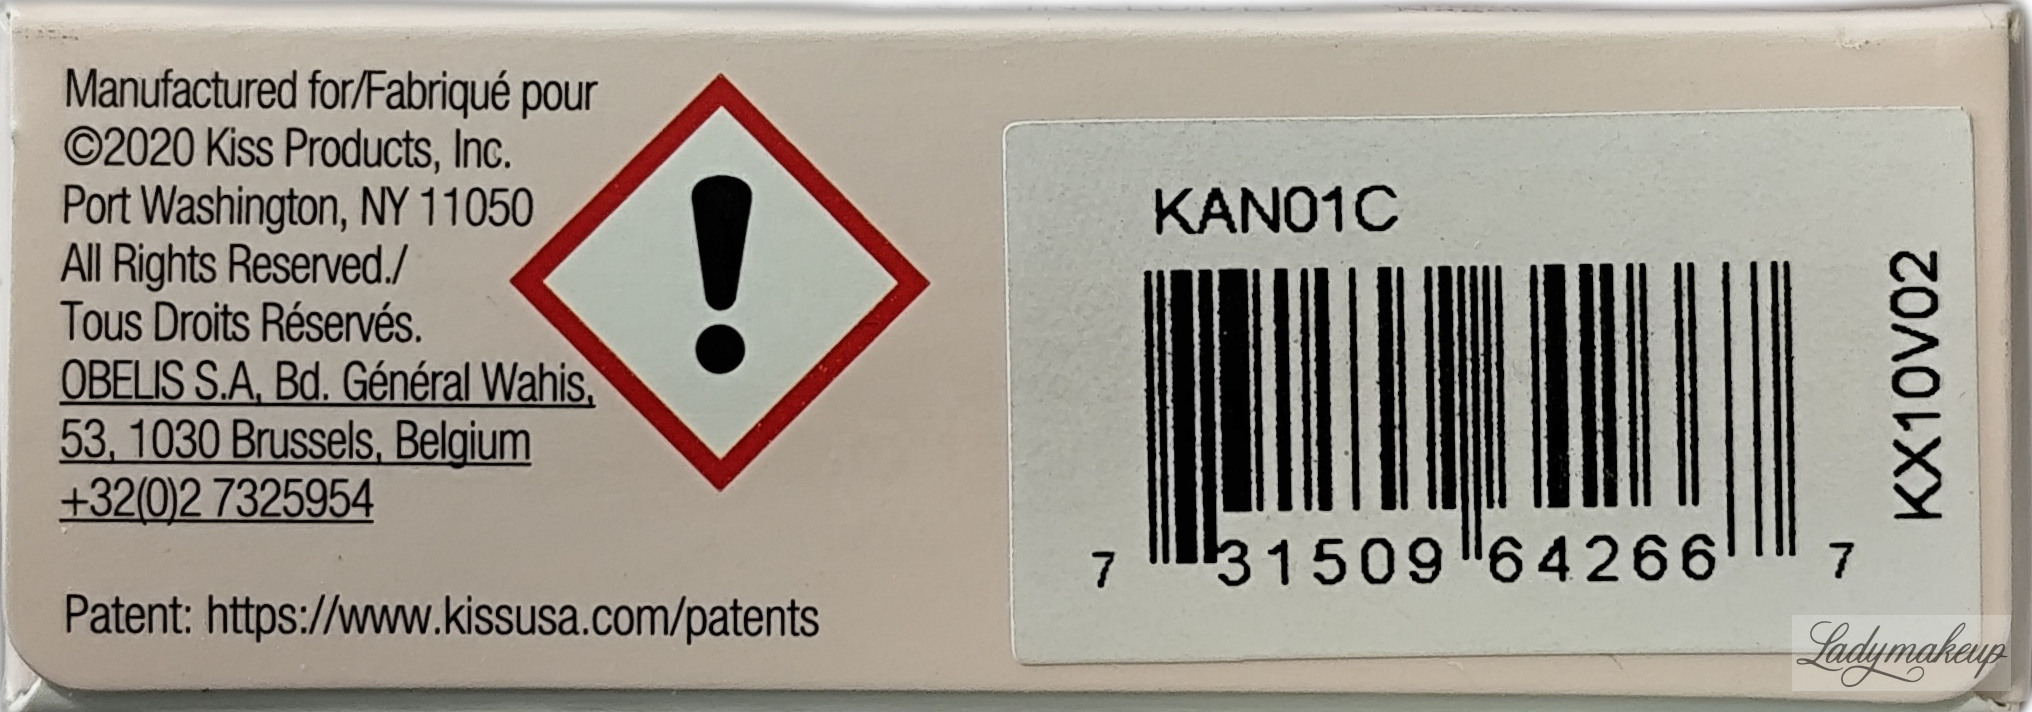 Manufactured for/Fabriqué pour
©2020 Kiss Products, Inc.
Port Washington, NY 11050
All Rights Reserved./
Tous Droits Réservés.
OBELIS S.A, Bd. Général Wahis,
53, 1030 Brussels, Belgium
+32(0)2 7325954
Patent: https://www.kissusa.com/patents
KAN01C
7 31509 64266 7
KX10V02
Ladymakeup